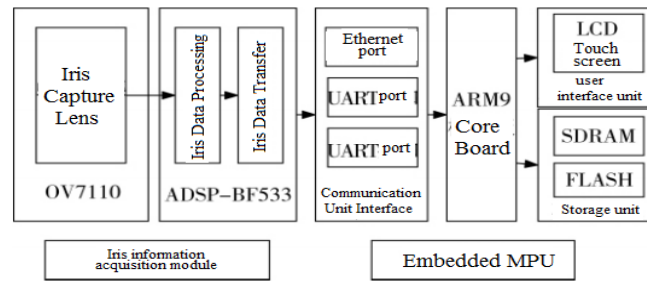 Iris
Capture
Lens
OV7110
Iris Data Processing
Iris Data Transfer
ADSP-BF533
Ethernet
port
UART port
UART port
Communication
Unit Interface
ARM9
Core
Board
LCD
Touch
screen
user
interface unit
SDRAM
FLASH
Storage unit
Iris information
acquisition module
Embedded MPU